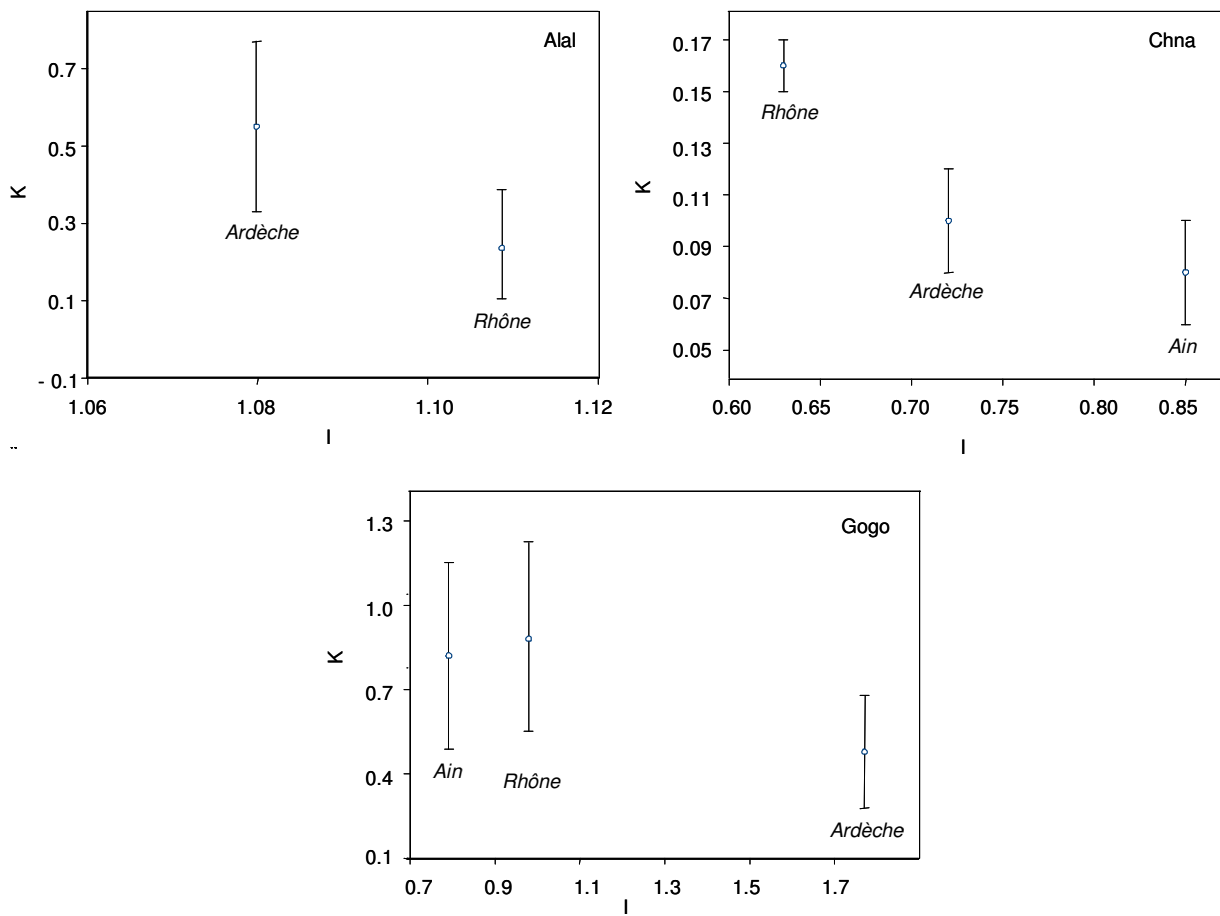 Alal
0.7
0.5
K
0.3
Ardèche
0.1
Rhône
- 0.1
1.06 1.08 1.10 1.12
I
Chna
0.17
0.15
Rhône
0.13
K
0.11
0.09
Ardèche
0.07
0.05
Ain
0.60 0.65 0.70 0.75 0.80 0.85
I
Gogo
1.3
1.0
K
0.7
Ain
Rhône
0.4
Ardèche
0.1
0.7 0.9 1.1 1.3 1.5 1.7
I